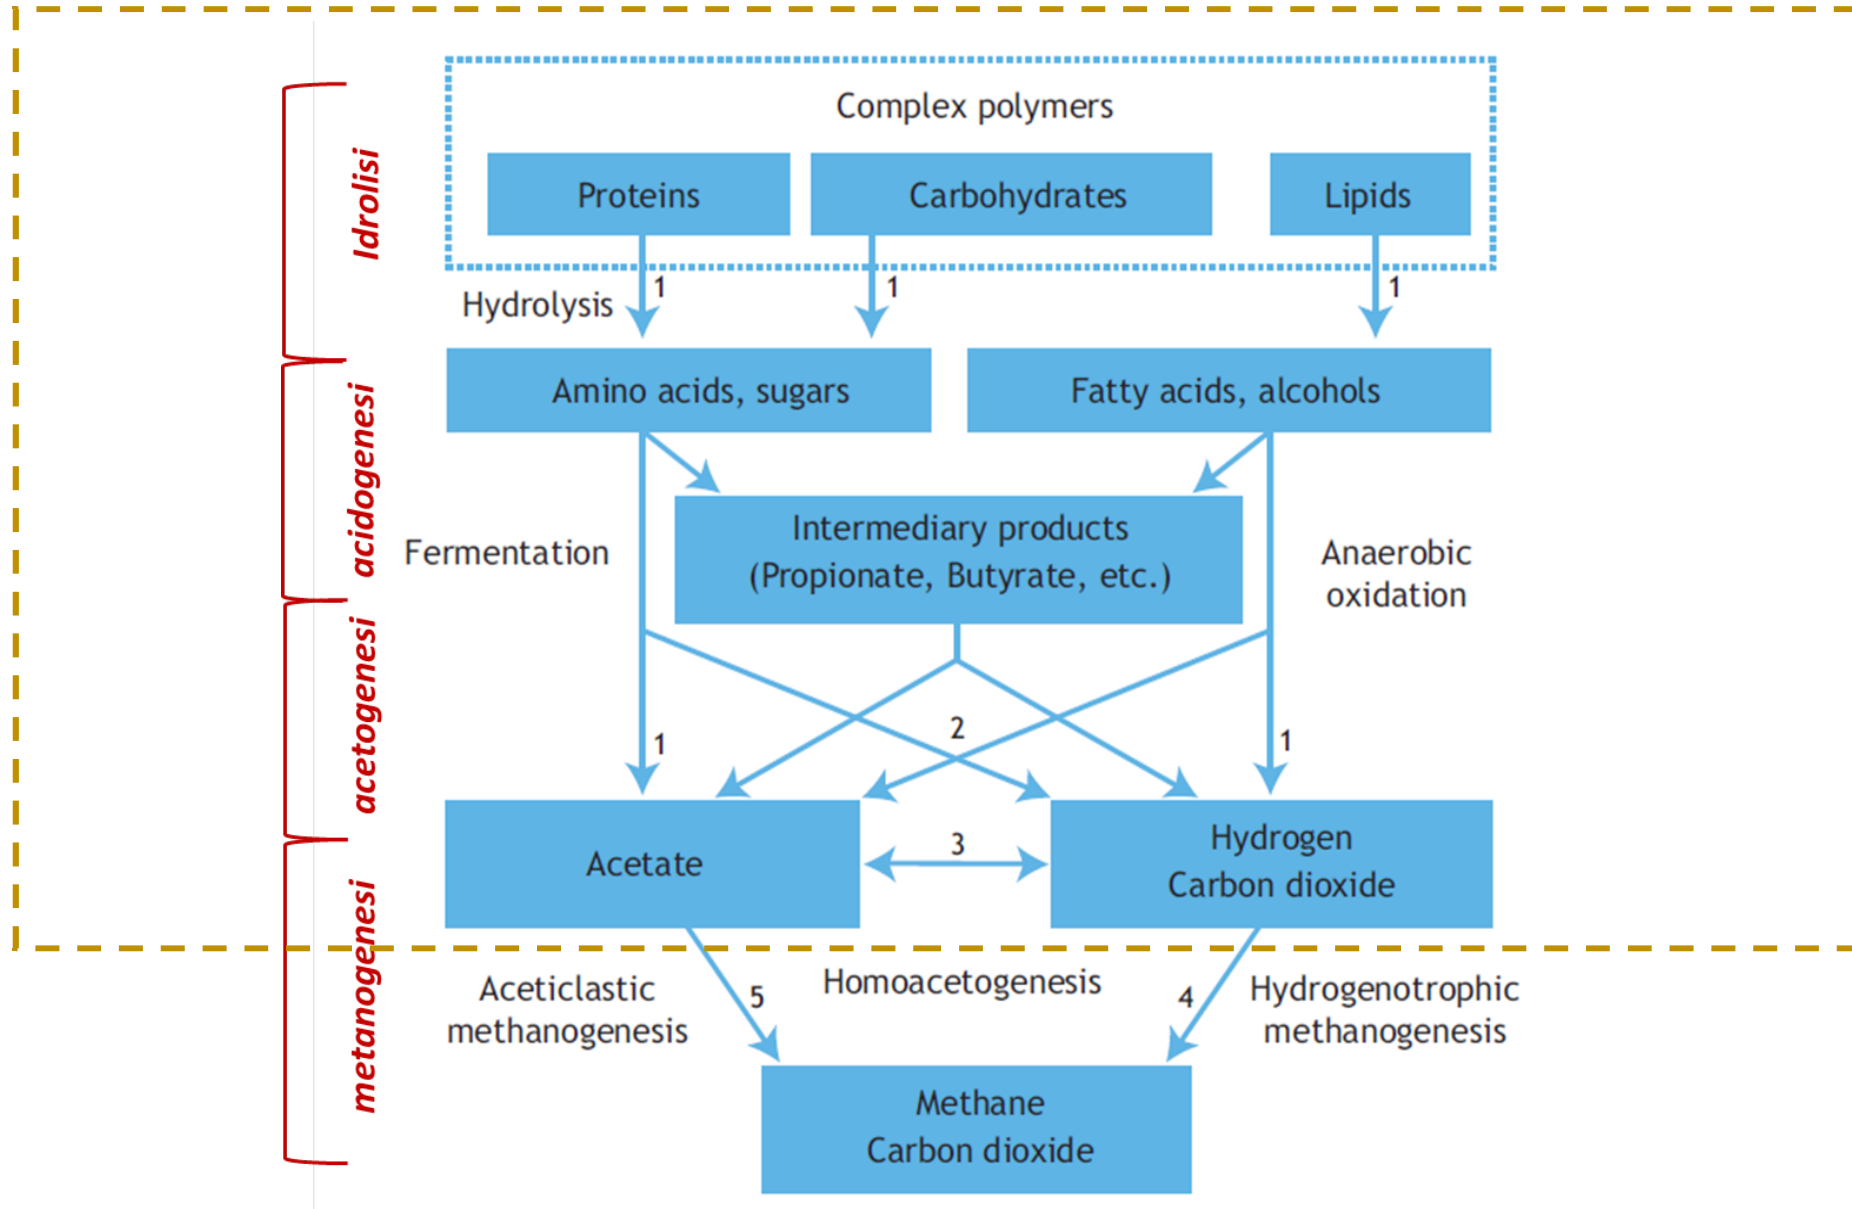 Complex polymers
Proteins
Carbohydrates
Lipids
Idrolisi
Hydrolysis
1
1
1
Amino acids, sugars
Fatty acids, alcohols
acidogenesi
Fermentation
Intermediary products
(Propionate, Butyrate, etc.)
Anaerobic
oxidation
acetogenesi
1
2
1
Acetate
3
Hydrogen
Carbon dioxide
metanogenesi
Aceticlastic
methanogenesis
5
Homoacetogenesis
4
Hydrogenotrophic
methanogenesis
Methane
Carbon dioxide